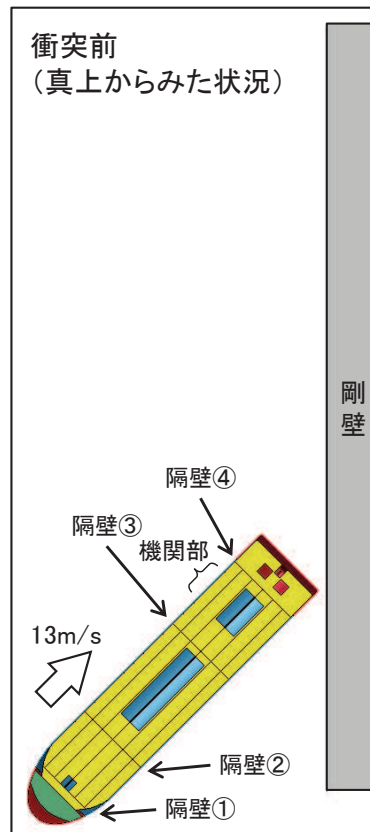 衝突前
（真上からみた状況）
剛壁
隔壁④
隔壁③
機関部
13m/s
隔壁②
隔壁①